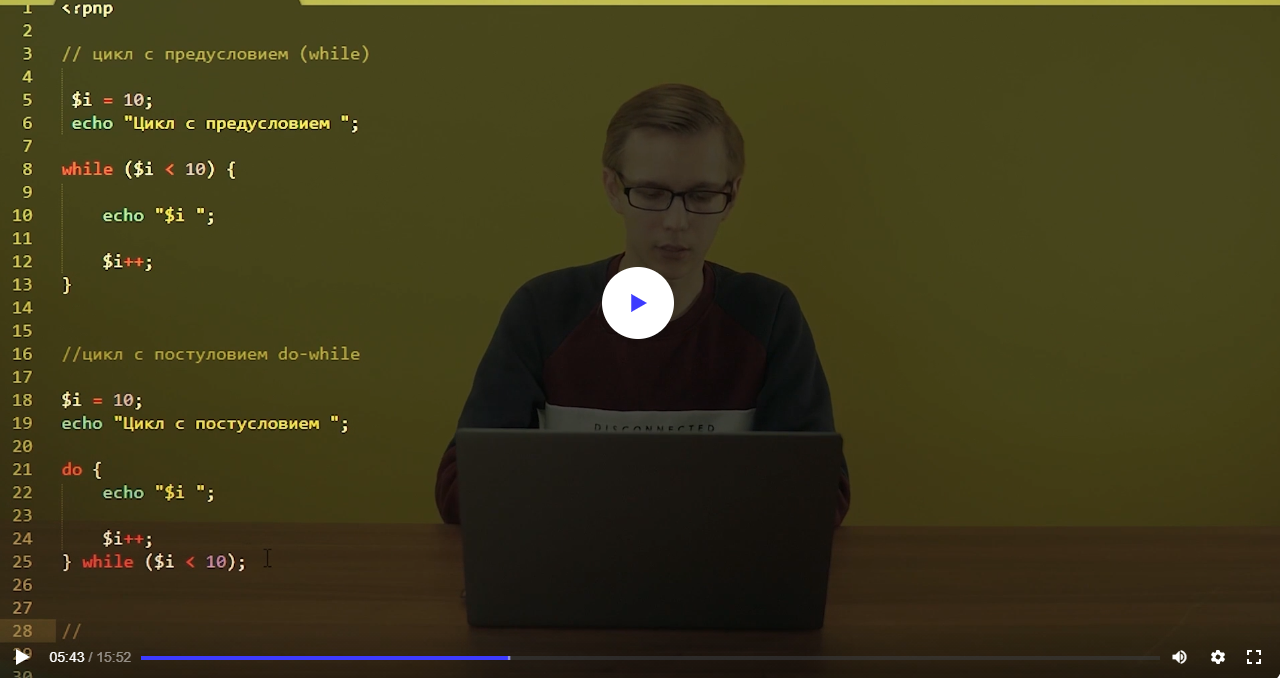 1 <?php
2
3 // цикл с предусловием (while)
4
5 $i = 10;
6 echo "Цикл с предусловием ";
7
8 while ($i < 10) {
9
10 echo "$i ";
11
12 $i++;
13 }
14
15
16 //цикл с постуловием do-while
17
18 $i = 10;
19 echo "Цикл с постусловием ";
20
21 do {
22 echo "$i ";
23
24 $i++;
25 } while ($i < 10);
26
27
28 //
29
30
DISCONNECTED
05:43 / 15:52